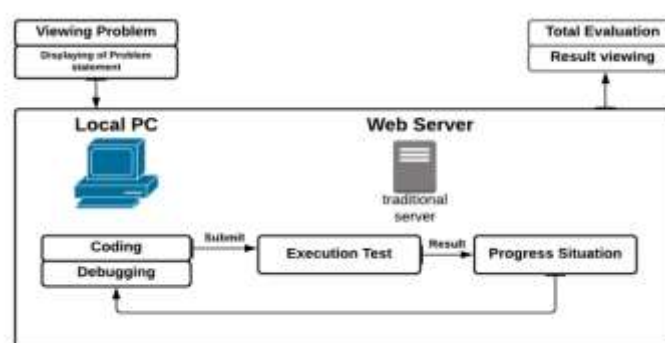 Viewing Problem
Displaying of Problem
statement
Total Evaluation
Result viewing
Local PC
Web Server
traditional
server
Coding
Debugging
Submit
Execution Test
Result
Progress Situation